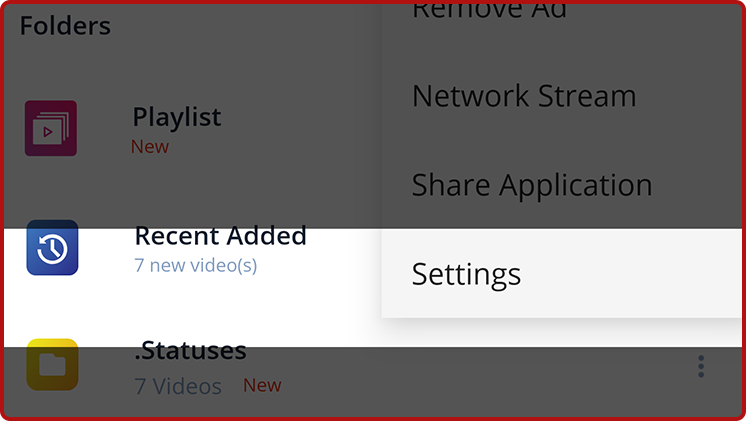 Folders
Remove Ad
Playlist
New
Network Stream
Share Application
Recent Added
7 new video(s)
Settings
.Statuses
7 Videos New